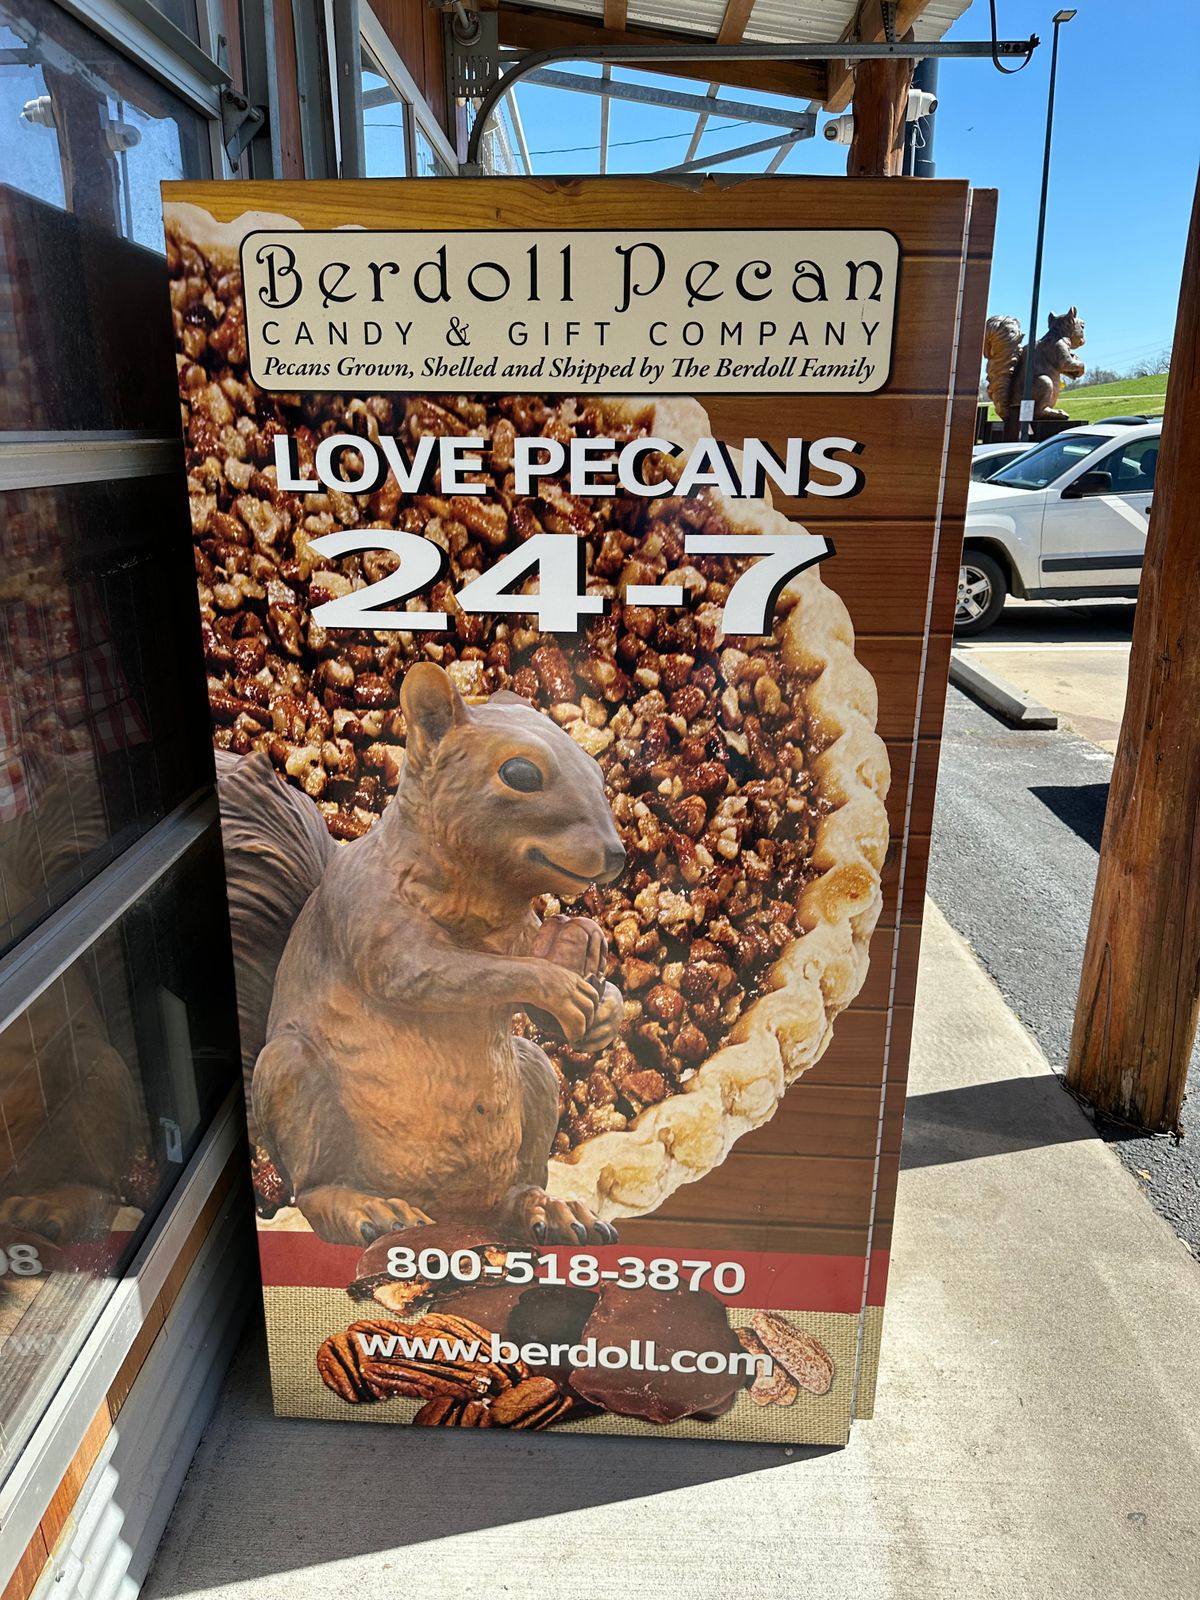 Berdoll Pecan
CANDY & GIFT COMPANY
Pecans Grown, Shelled and Shipped by The Berdoll Family
LOVE PECANS
24-7
800-518-3870
www.berdoll.com